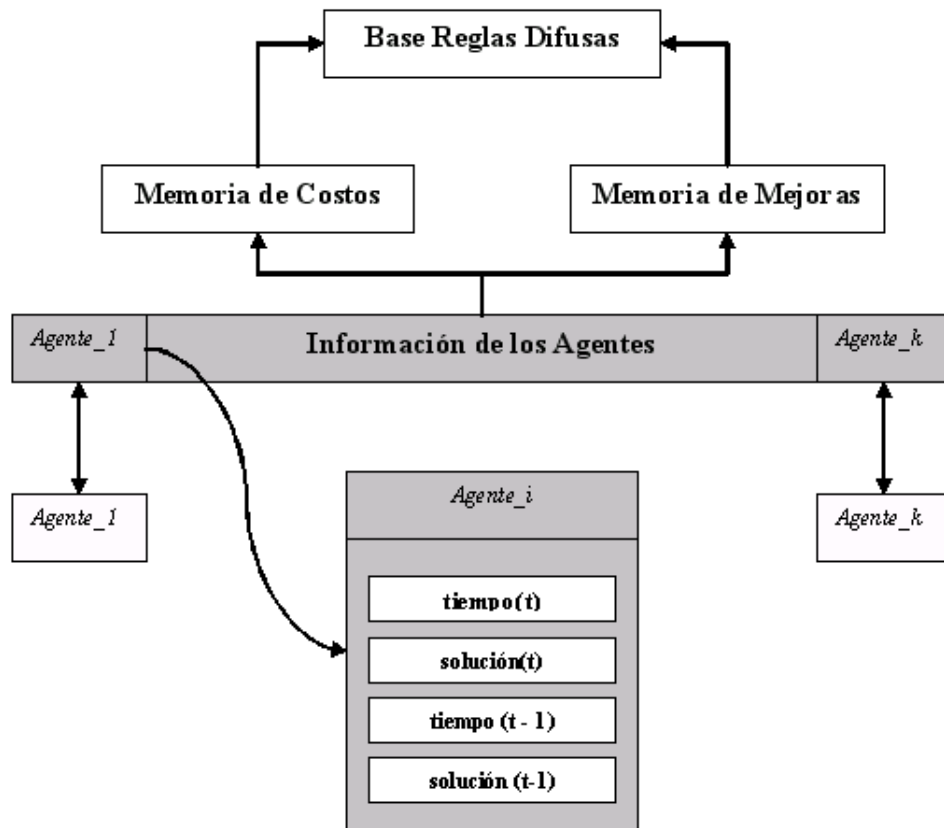 Base Reglas Difusas
Memoria de Costos
Memoria de Mejoras
Agente_1
Información de los Agentes
Agente_k
Agente_1
Agente_i
Agente_k
tiempo(t)
solución(t)
tiempo (t - 1)
solución (t-1)